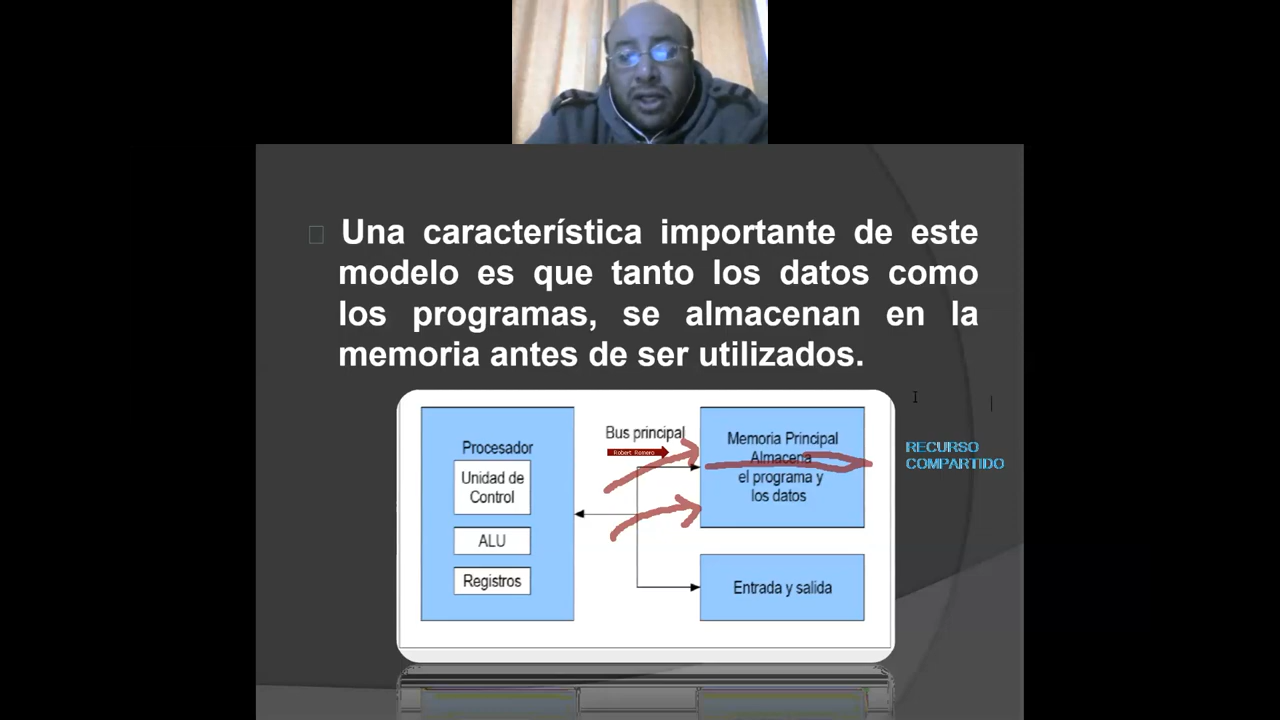 Una característica importante de este
modelo es que tanto los datos como
los programas, se almacenan en la
memoria antes de ser utilizados.
Procesador
Unidad de
Control
ALU
Registros
Bus principal
Robert Romero
Memoria Principal
Almacena
el programa y
los datos
Entrada y salida
RECURSO
COMPARTIDO